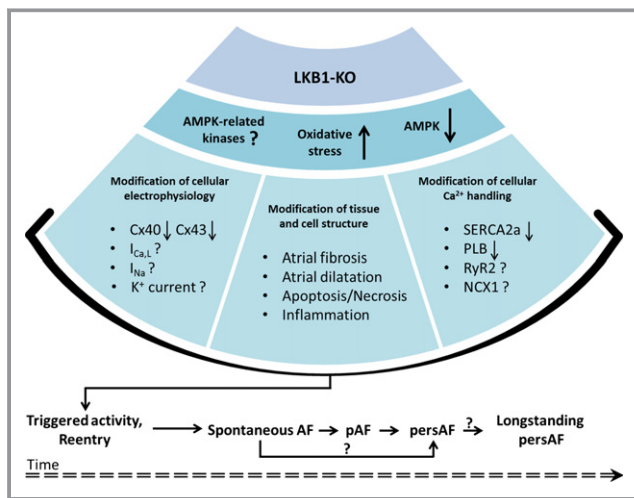 LKB1-KO
AMPK-related
kinases ?
Oxidative
stress ↑
AMPK ↓
Modification of cellular
electrophysiology
• Cx40↓ Cx43↓
• I_Ca,L ?
• I_Na ?
• K⁺ current ?
Modification of tissue
and cell structure
• Atrial fibrosis
• Atrial dilatation
• Apoptosis/Necrosis
• Inflammation
Modification of cellular
Ca²⁺ handling
• SERCA2a ↓
• PLB ↓
• RyR2 ?
• NCX1 ?
Triggered activity,
Reentry
Spontaneous AF → pAF → persAF
?
?
Longstanding
persAF
Time